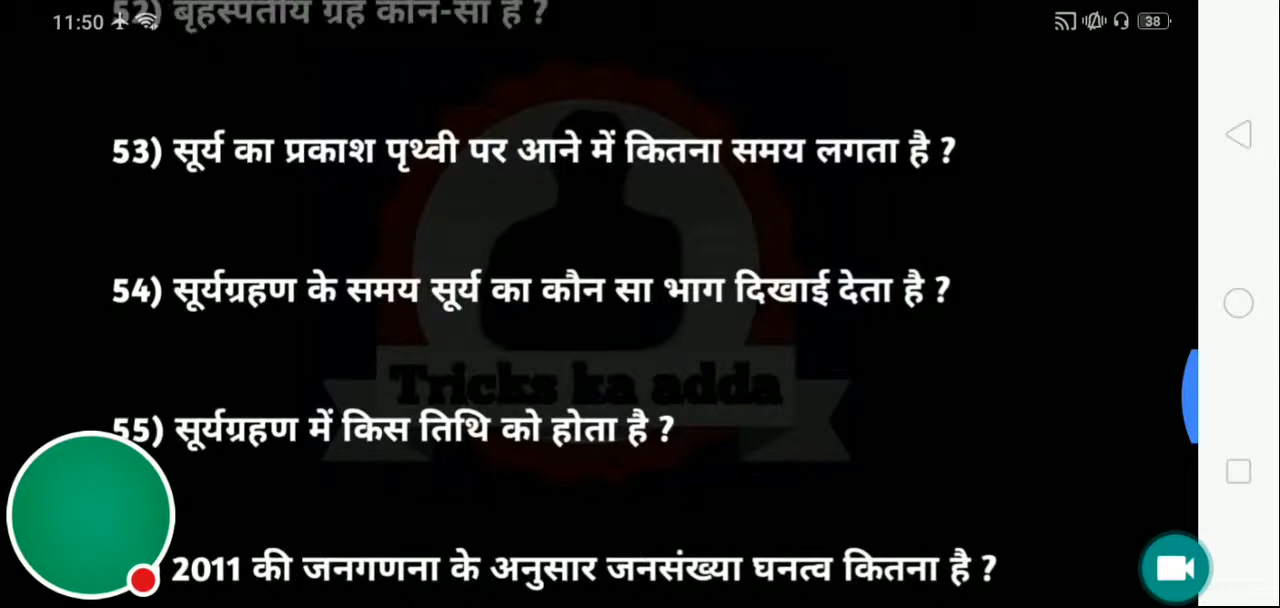 11:50
38
52) बृहस्पतीय ग्रह कौन-सा है ?
53) सूर्य का प्रकाश पृथ्वी पर आने में कितना समय लगता है ?
54) सूर्यग्रहण के समय सूर्य का कौन सा भाग दिखाई देता है ?
Tricks ka adda
55) सूर्यग्रहण में किस तिथि को होता है ?
2011 की जनगणना के अनुसार जनसंख्या घनत्व कितना है ?